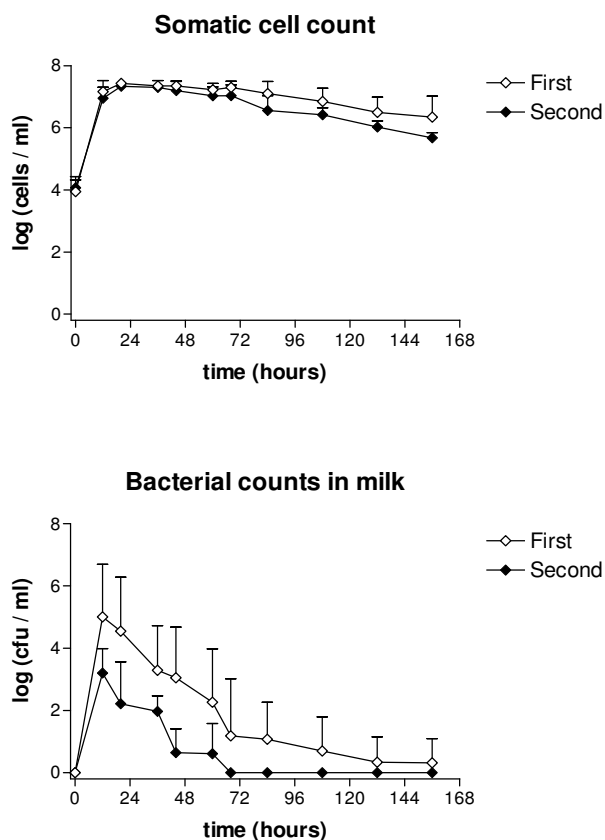 Somatic cell count
8
6
4
2
0
log (cells / ml)
0 24 48 72 96 120 144 168
time (hours)
First
Second
Bacterial counts in milk
8
6
4
2
0
log (cfu / ml)
0 24 48 72 96 120 144 168
time (hours)
First
Second